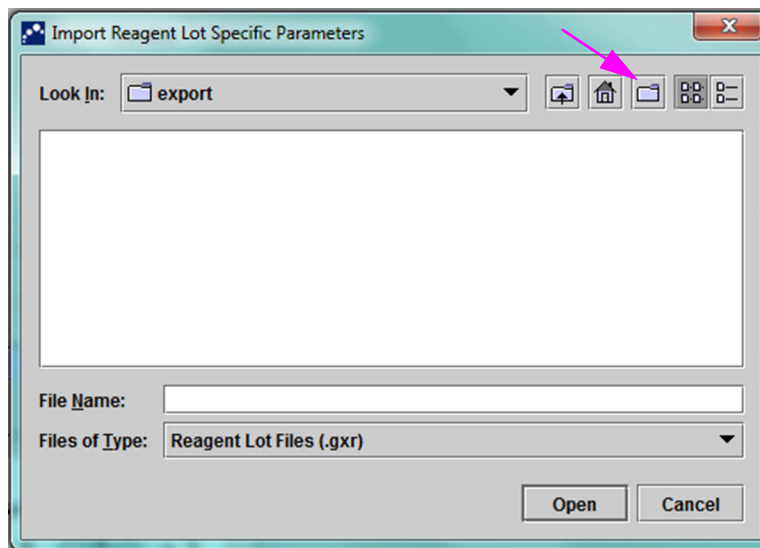 Import Reagent Lot Specific Parameters
Look In: export
File Name:
Files of Type: Reagent Lot Files (.gxr)
Open Cancel